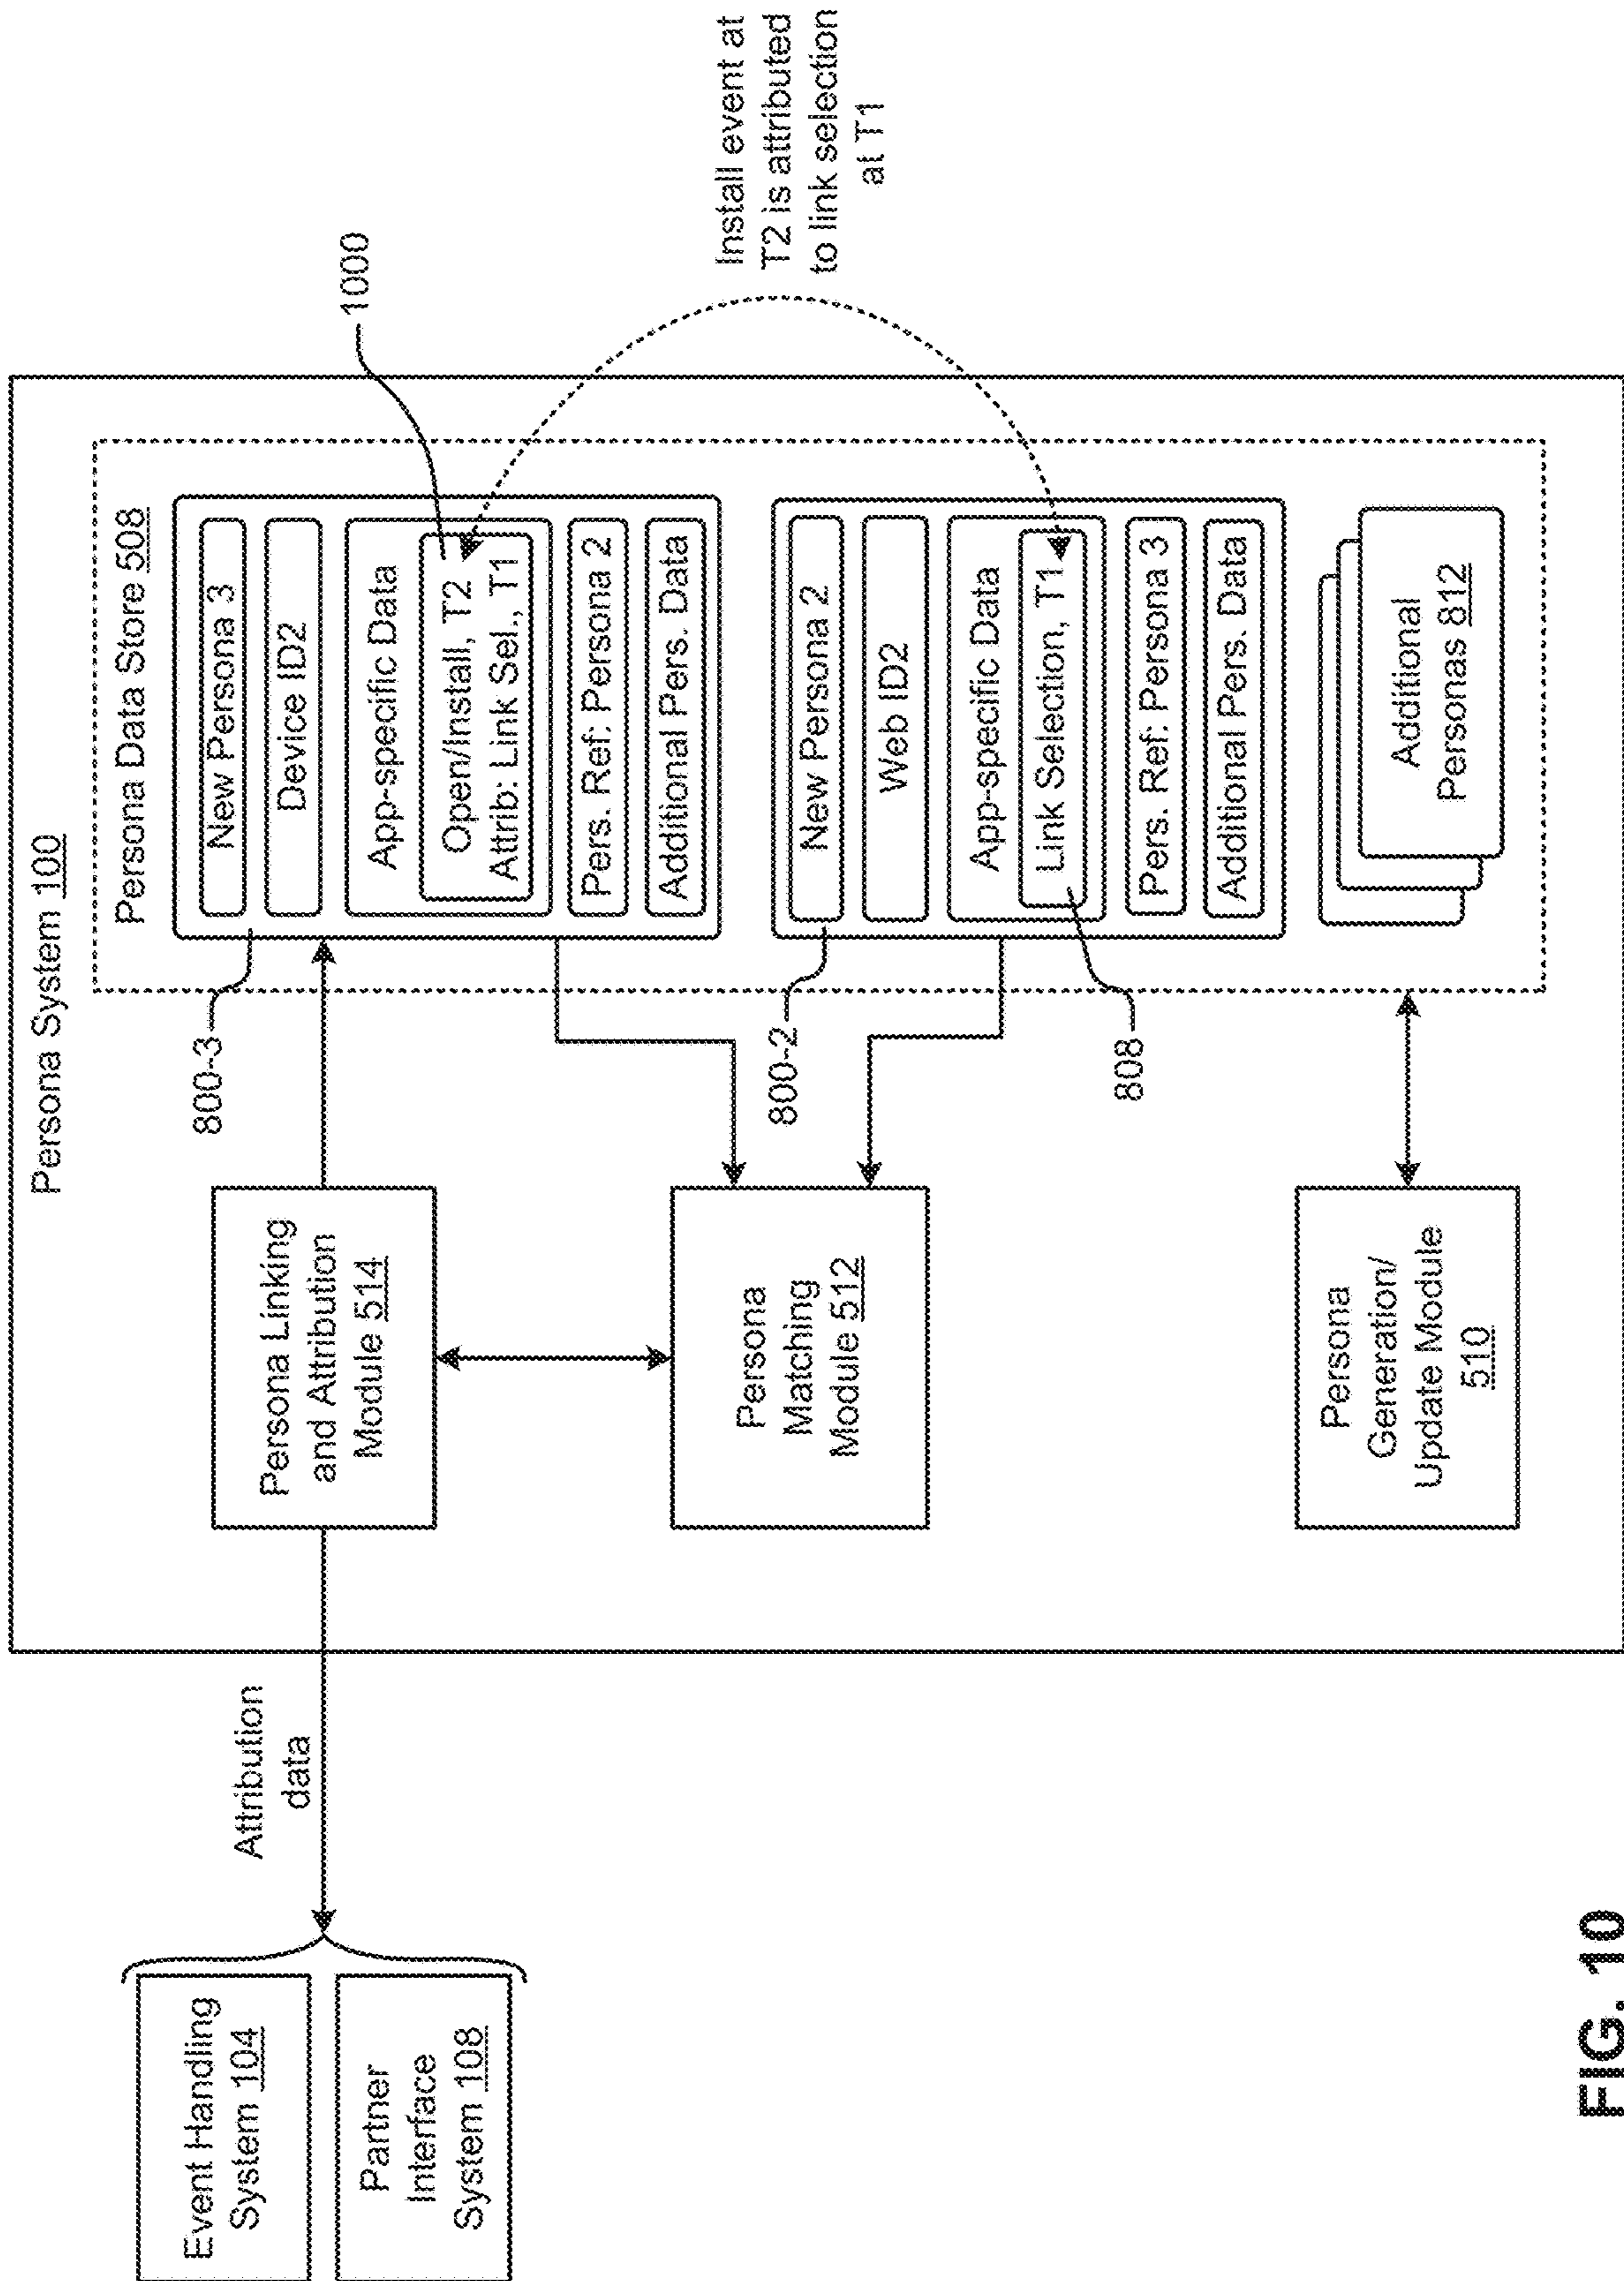 Persona System 100
Event Handling
System 104
Partner
Interface
System 108
Attribution
data
Persona Linking
and Attribution
Module 514
Persona
Matching
Module 512
Persona
Generation/
Update Module
510
Persona Data Store 508
800-3
New Persona 3
Device ID2
App-specific Data
Open/Install, T2
Attrib: Link Sel., T1
Pers. Ref: Persona 2
Additional Pers. Data
1000
800-2
New Persona 2
Web ID2
App-specific Data
Link Selection, T1
Pers. Ref: Persona 3
Additional Pers. Data
808
Additional
Personas 812
Install event at
T2 is attributed
to link selection
at T1
FIG. 10